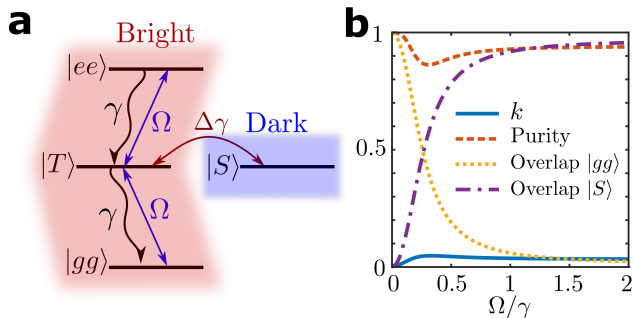 a
Bright
|ee⟩
γ
Ω
Δγ
Dark
|T⟩
|S⟩
γ
Ω
|gg⟩
b
1
0.5
0
k
Purity
Overlap |gg⟩
Overlap |S⟩
0 0.5 1 1.5 2
Ω/γ